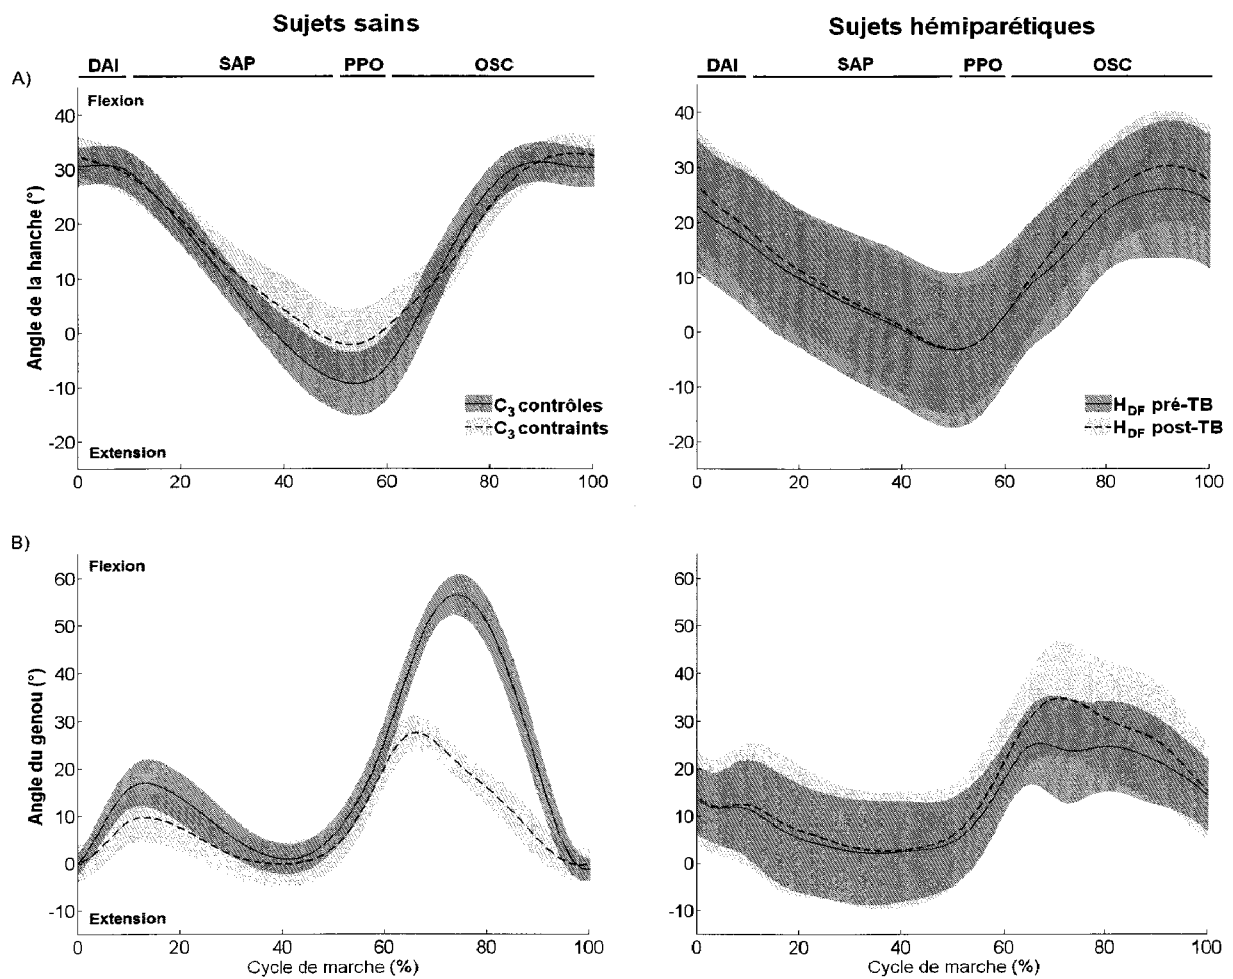 Sujets sains
Sujets hémiparétiques
DAI SAP PPO OSC
DAI SAP PPO OSC
A)
Flexion
40
30
20
10
0
-10
-20
Angle de la hanche (°)
C3 contrôles
C3 contraints
Extension
0 20 40 60 80 100
40
30
20
10
0
-10
-20
HDF pré-TB
HDF post-TB
0 20 40 60 80 100
B)
Flexion
60
50
40
30
20
10
0
-10
Angle du genou (°)
Extension
0 20 40 60 80 100
Cycle de marche (%)
60
50
40
30
20
10
0
-10
0 20 40 60 80 100
Cycle de marche (%)